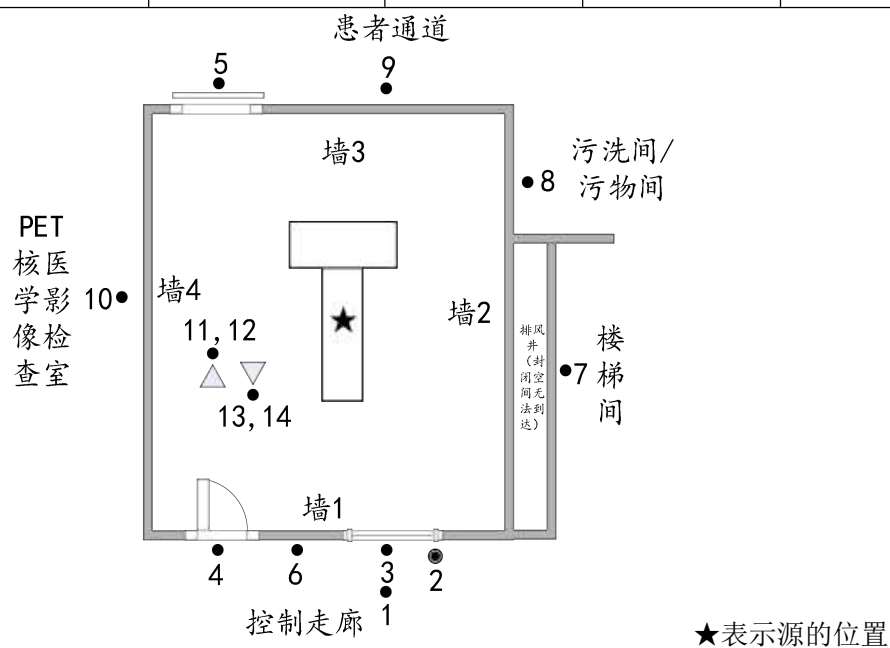 患者通道
5
9
墙3
污洗间/
污物间
8
PET
核医
学影
像检
查室
10
墙4
墙2
11,12
13,14
排风
井
（封
闭空
间无
法到
达）
楼
梯
间
7
墙1
4
6
3
2
1
控制走廊
★表示源的位置